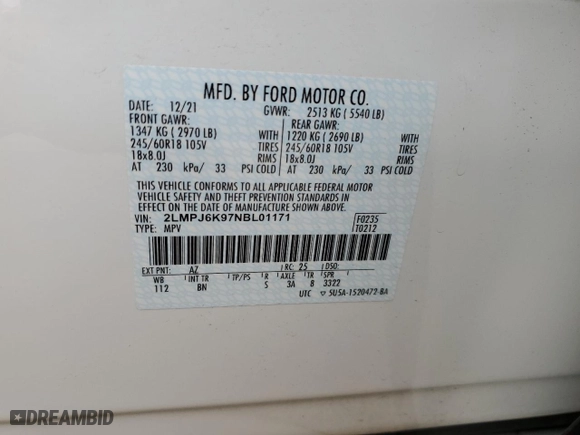 MFD. BY FORD MOTOR CO.
DATE: 12/21 GVWR: 2513 KG ( 5540 LB)
FRONT GAWR: REAR GAWR:
1347 KG ( 2970 LB) WITH 1220 KG ( 2690 LB) WITH
245/60R18 105V TIRES 245/60R18 105V TIRES
18x8.0J RIMS 18x8.0J RIMS
AT 230 kPa/ 33 PSI COLD AT 230 kPa/ 33 PSI COLD
THIS VEHICLE CONFORMS TO ALL APPLICABLE FEDERAL MOTOR
VEHICLE SAFETY AND THEFT PREVENTION STANDARDS IN
EFFECT ON THE DATE OF MANUFACTURE SHOWN ABOVE.
VIN: 2LMPJ6K97NBL01171 F0235
TYPE: MPV T0212
EXT PNT: AZ RC: 25 DSO:
WB INT TR TP/PS R AXLE TR SPR
112 BN S 3A 8 3322
UTC 5U5A-1520472-BA
DREAMBID